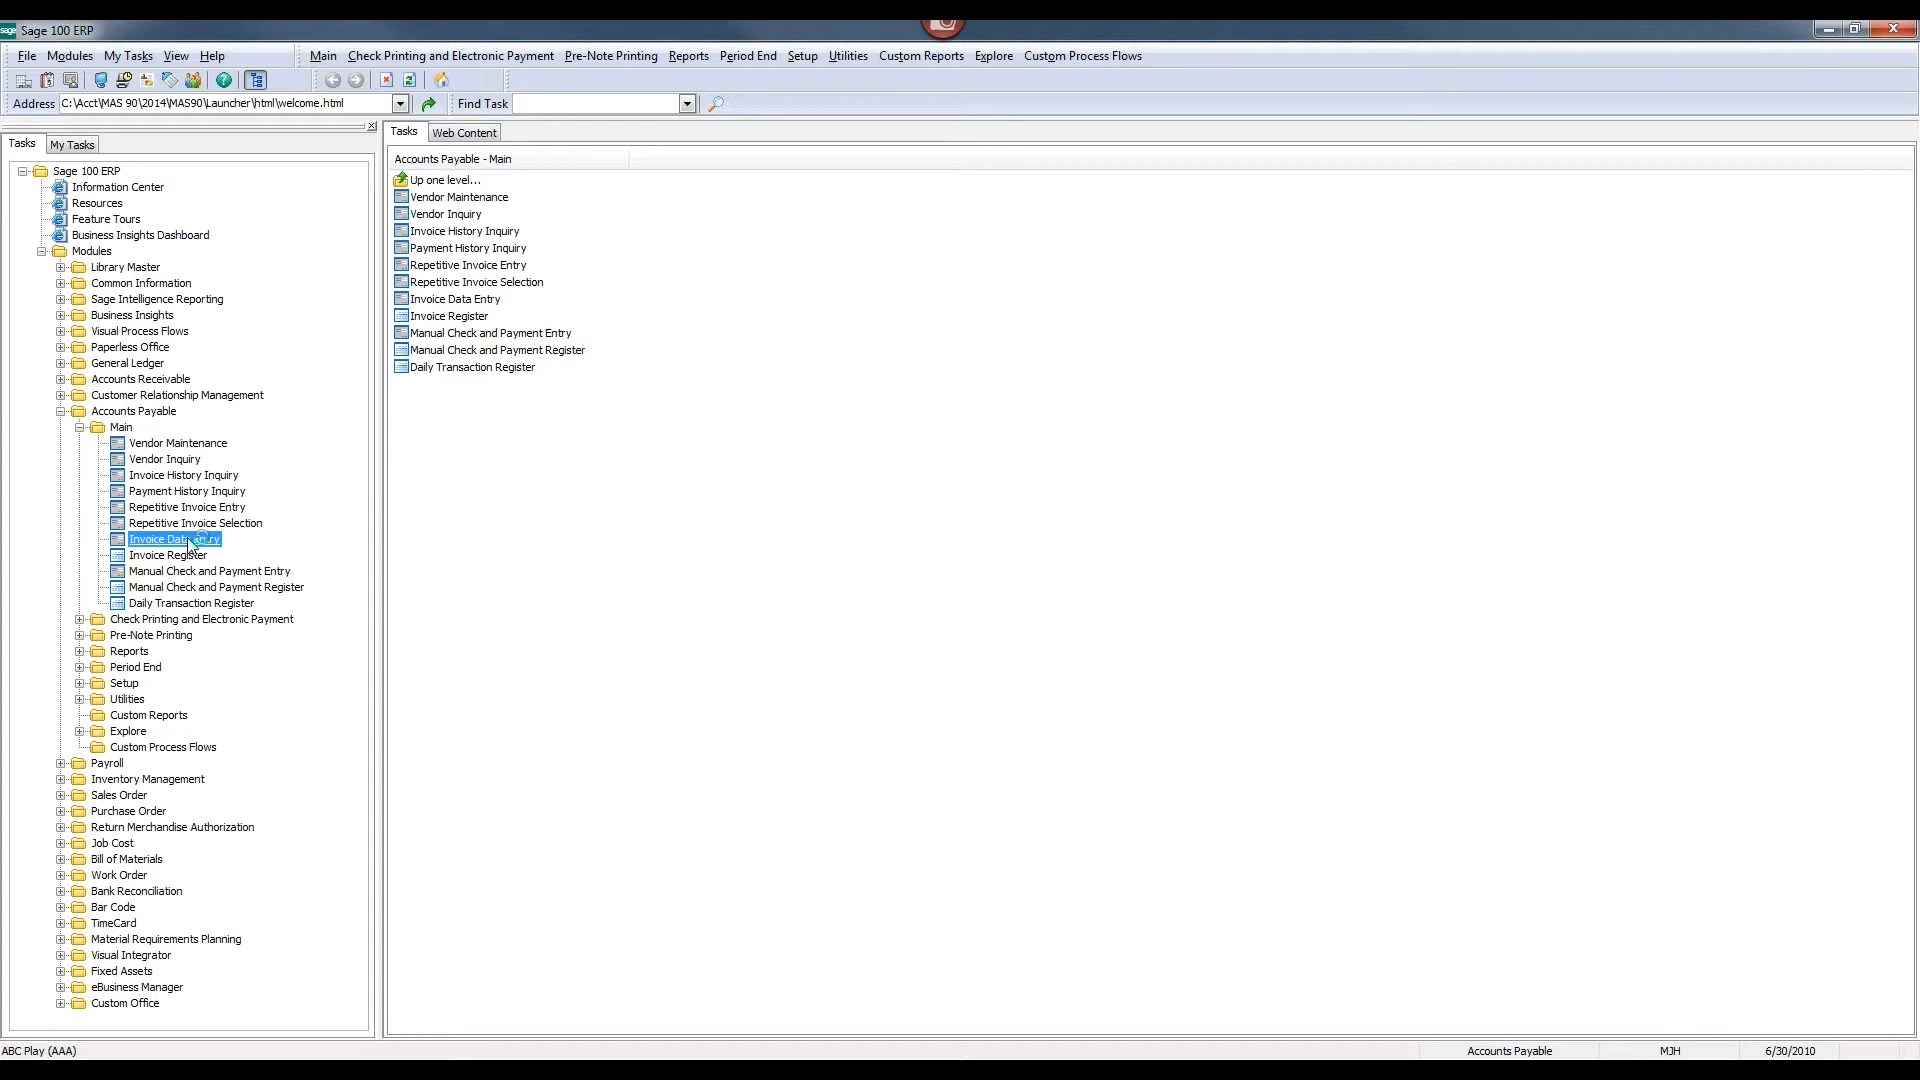 sage Sage 100 ERP
File Modules My Tasks View Help Main Check Printing and Electronic Payment Pre-Note Printing Reports Period End Setup Utilities Custom Reports Explore Custom Process Flows
Address C:\Acct\MAS 90\2014\MAS90\Launcher\html\welcome.html Find Task
Tasks My Tasks
Sage 100 ERP
Information Center
Resources
Feature Tours
Business Insights Dashboard
Modules
Library Master
Common Information
Sage Intelligence Reporting
Business Insights
Visual Process Flows
Paperless Office
General Ledger
Accounts Receivable
Customer Relationship Management
Accounts Payable
Main
Vendor Maintenance
Vendor Inquiry
Invoice History Inquiry
Payment History Inquiry
Repetitive Invoice Entry
Repetitive Invoice Selection
Invoice Data Entry
Invoice Register
Manual Check and Payment Entry
Manual Check and Payment Register
Daily Transaction Register
Check Printing and Electronic Payment
Pre-Note Printing
Reports
Period End
Setup
Utilities
Custom Reports
Explore
Custom Process Flows
Payroll
Inventory Management
Sales Order
Purchase Order
Return Merchandise Authorization
Job Cost
Bill of Materials
Work Order
Bank Reconciliation
Bar Code
TimeCard
Material Requirements Planning
Visual Integrator
Fixed Assets
eBusiness Manager
Custom Office
Tasks Web Content
Accounts Payable - Main
Up one level...
Vendor Maintenance
Vendor Inquiry
Invoice History Inquiry
Payment History Inquiry
Repetitive Invoice Entry
Repetitive Invoice Selection
Invoice Data Entry
Invoice Register
Manual Check and Payment Entry
Manual Check and Payment Register
Daily Transaction Register
ABC Play (AAA) Accounts Payable MJH 6/30/2010